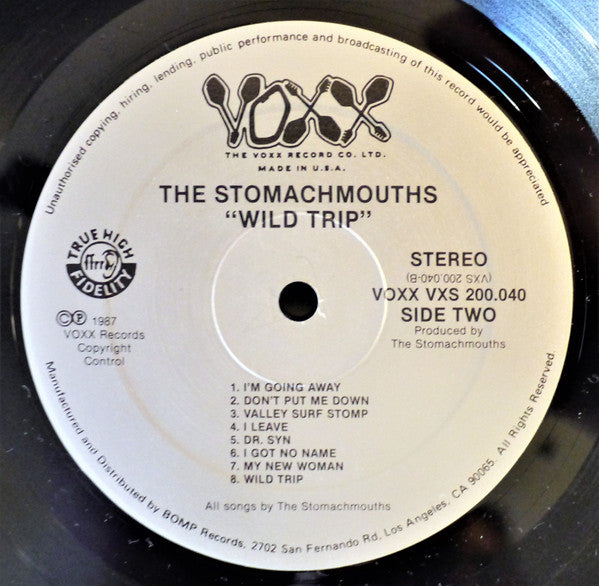 Unauthorised copying, hiring, lending, public performance and broadcasting of this record would be appreciated
VOXX
THE VOXX RECORD CO. LTD.
MADE IN U.S.A.
THE STOMACHMOUTHS
"WILD TRIP"
TRUE HIGH
ffrr
FIDELITY
STEREO
(VXS 200.040-B)
VOXX VXS 200.040
SIDE TWO
Produced by
The Stomachmouths
©℗ 1987
VOXX Records
Copyright
Control
1. I'M GOING AWAY
2. DON'T PUT ME DOWN
3. VALLEY SURF STOMP
4. I LEAVE
5. DR. SYN
6. I GOT NO NAME
7. MY NEW WOMAN
8. WILD TRIP
All songs by The Stomachmouths
Manufactured and Distributed by BOMP Records, 2702 San Fernando Rd, Los Angeles, CA 90065. All Rights Reserved.